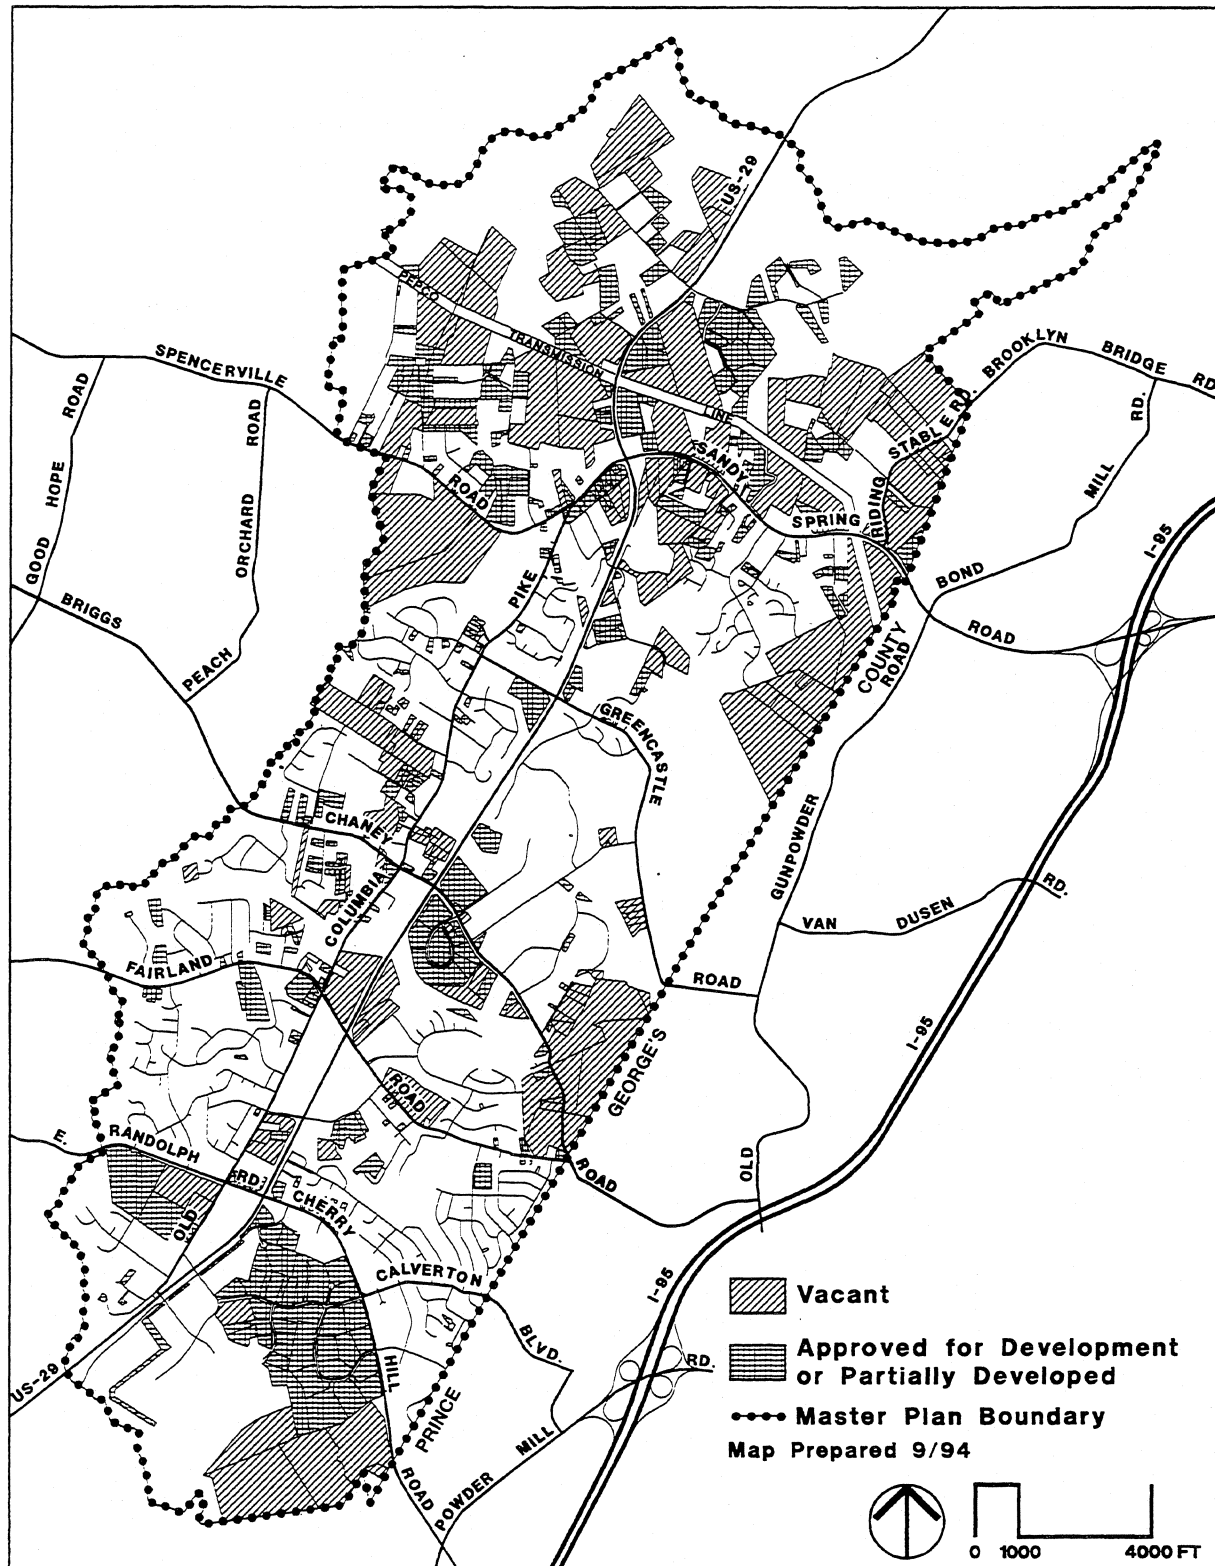 US-29
PEPCO
TRANSMISSION
LINE
BROOKLYN
BRIDGE
RD.
SPENCERVILLE
ROAD
ROAD
ROAD
STABLE RD.
RD.
MILL
SANDY
SPRING
RIDING
ROAD
GOOD HOPE
ORCHARD
I-95
BOND
ROAD
BRIGGS
PIKE
PEACH
COUNTY
ROAD
GREENCASTLE
CHANEY
GUNPOWDER
COLUMBIA
RD.
VAN DUSEN
FAIRLAND
ROAD
I-95
GEORGE'S
ROAD
E. RANDOLPH
RD.
ROAD
OLD
CHERRY
OLD
CALVERTON
I-95
BLVD.
RD.
US-29
HILL
PRINCE
MILL
ROAD
POWDER
Vacant
Approved for Development
or Partially Developed
Master Plan Boundary
Map Prepared 9/94
0 1000 4000 FT